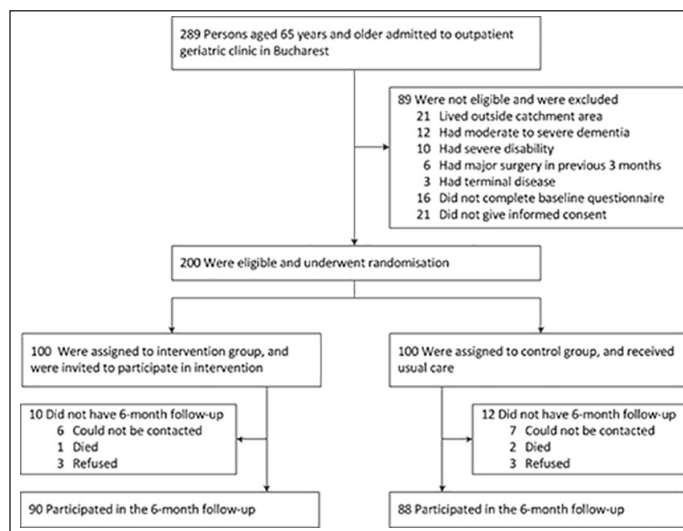 289 Persons aged 65 years and older admitted to outpatient
geriatric clinic in Bucharest
89 Were not eligible and were excluded
21 Lived outside catchment area
12 Had moderate to severe dementia
10 Had severe disability
6 Had major surgery in previous 3 months
3 Had terminal disease
16 Did not complete baseline questionnaire
21 Did not give informed consent
200 Were eligible and underwent randomisation
100 Were assigned to intervention group, and
were invited to participate in intervention
100 Were assigned to control group, and received
usual care
10 Did not have 6-month follow-up
6 Could not be contacted
1 Died
3 Refused
12 Did not have 6-month follow-up
7 Could not be contacted
2 Died
3 Refused
90 Participated in the 6-month follow-up
88 Participated in the 6-month follow-up